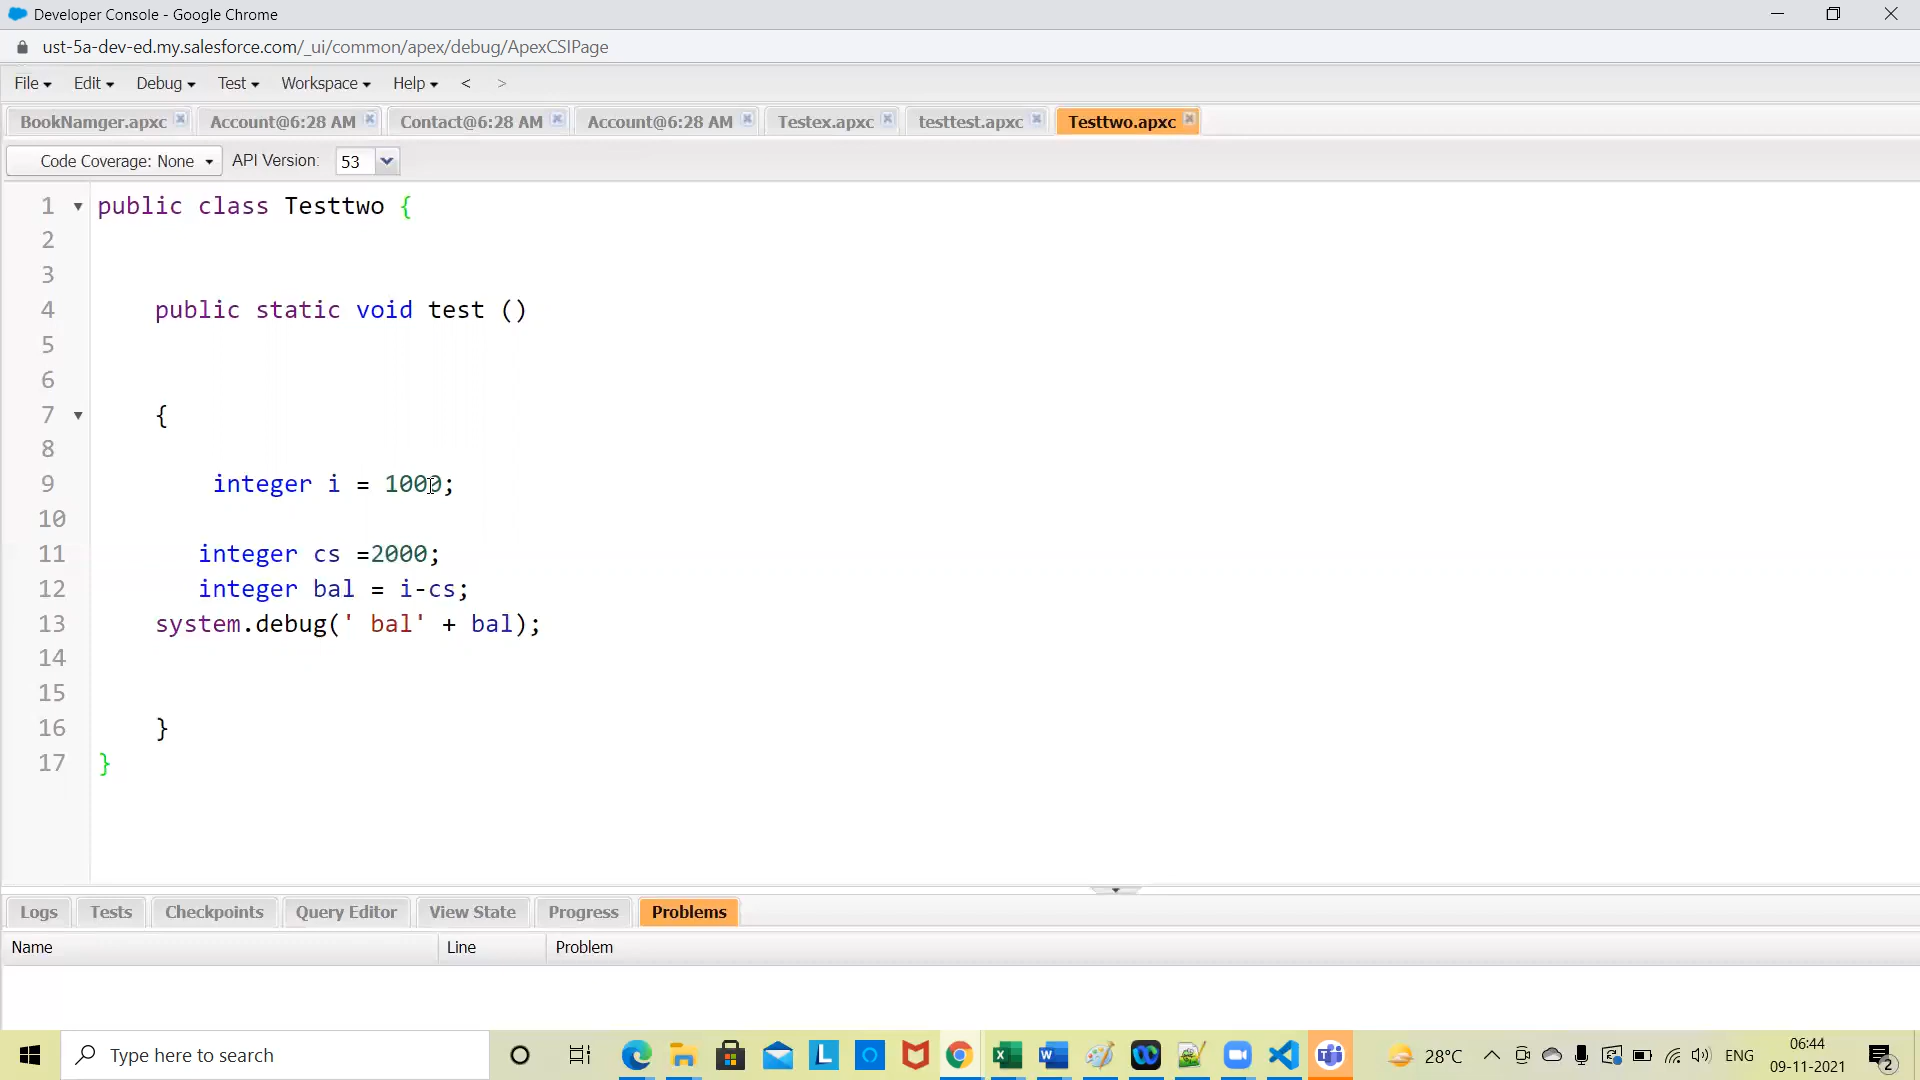 Developer Console - Google Chrome
ust-5a-dev-ed.my.salesforce.com/_ui/common/apex/debug/ApexCSIPage
File Edit Debug Test Workspace Help < >
BookNamger.apxc Account@6:28 AM Contact@6:28 AM Account@6:28 AM Testex.apxc testtest.apxc Testtwo.apxc
Code Coverage: None API Version: 53
1 public class Testtwo {
2
3
4 public static void test ()
5
6
7 {
8
9 integer i = 1000;
10
11 integer cs =2000;
12 integer bal = i-cs;
13 system.debug(' bal' + bal);
14
15
16 }
17 }
Logs Tests Checkpoints Query Editor View State Progress Problems
Name Line Problem
Type here to search
28°C ENG 06:44
09-11-2021 2